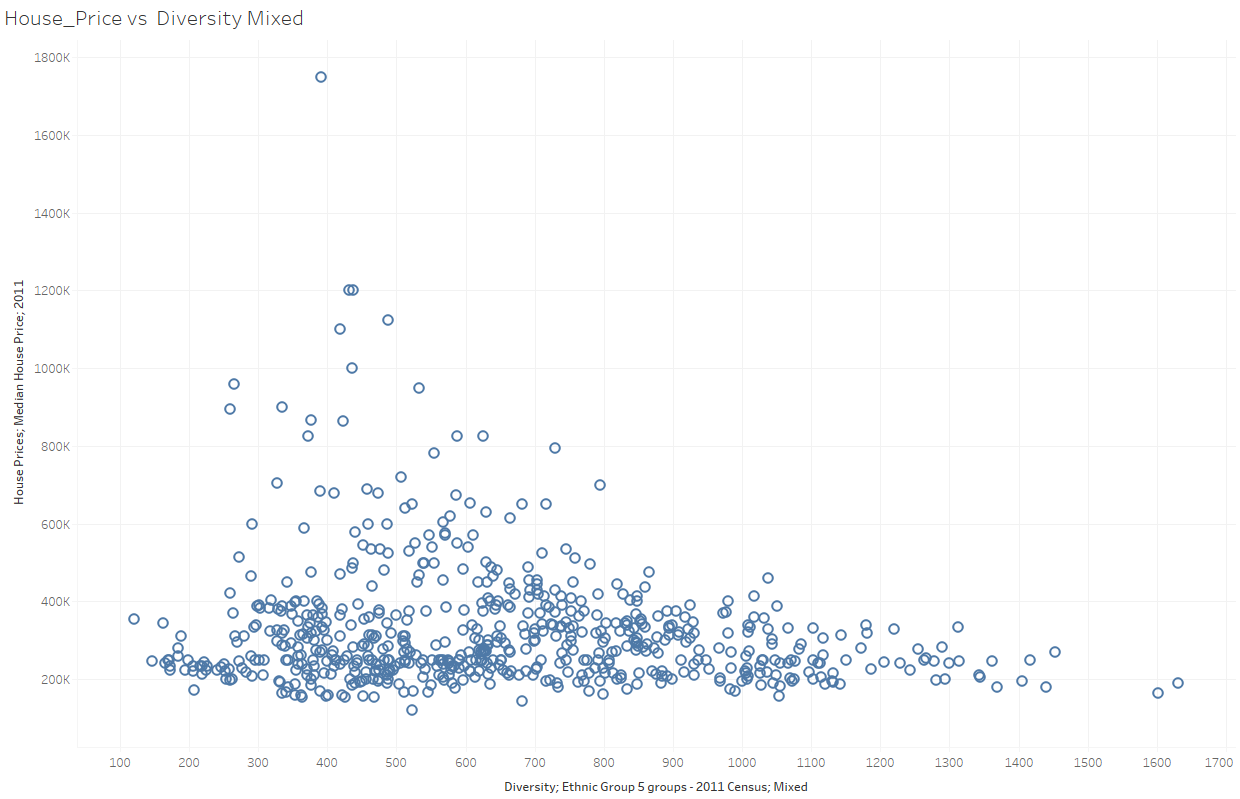 House_Price vs Diversity Mixed
1800K
1600K
1400K
1200K
1000K
800K
600K
400K
200K
House Prices; Median House Price; 2011
100 200 300 400 500 600 700 800 900 1000 1100 1200 1300 1400 1500 1600 1700
Diversity; Ethnic Group 5 groups - 2011 Census; Mixed